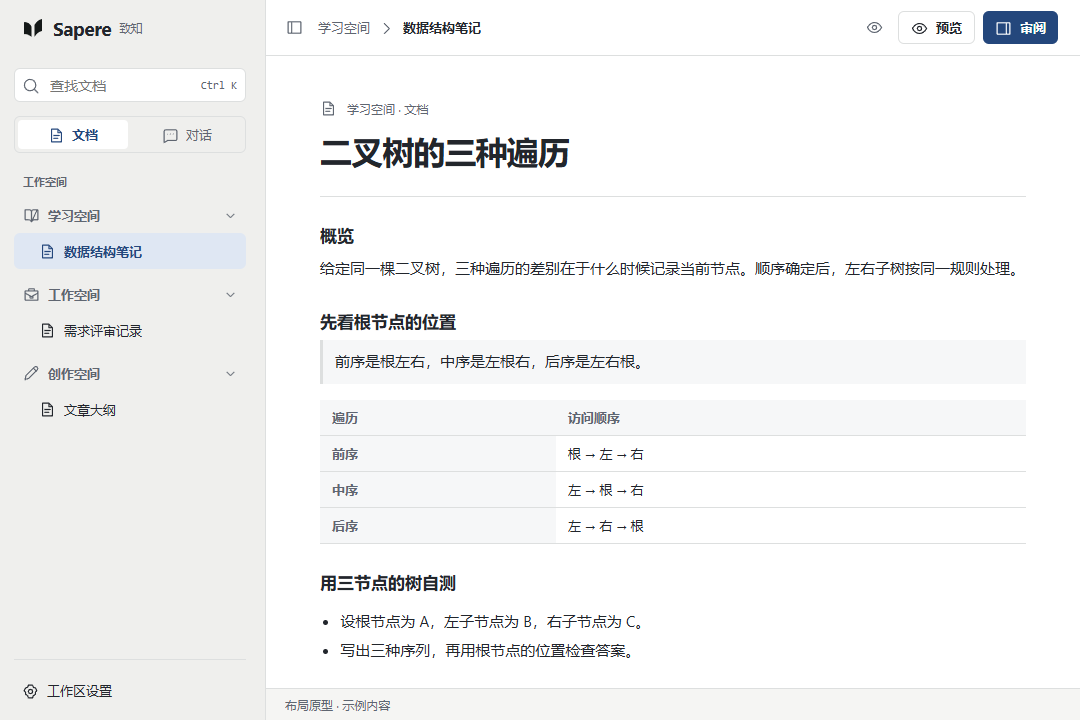 Sapere 致知
查找文档 Ctrl K
文档 对话
工作空间
学习空间
数据结构笔记
工作空间
需求评审记录
创作空间
文章大纲
工作区设置
学习空间 数据结构笔记 预览 审阅
学习空间 · 文档
二叉树的三种遍历
概览
给定同一棵二叉树，三种遍历的差别在于什么时候记录当前节点。顺序确定后，左右子树按同一规则处理。
先看根节点的位置
前序是根左右，中序是左根右，后序是左右根。
遍历 访问顺序
前序 根 → 左 → 右
中序 左 → 根 → 右
后序 左 → 右 → 根
用三节点的树自测
• 设根节点为 A，左子节点为 B，右子节点为 C。
• 写出三种序列，再用根节点的位置检查答案。
布局原型 · 示例内容